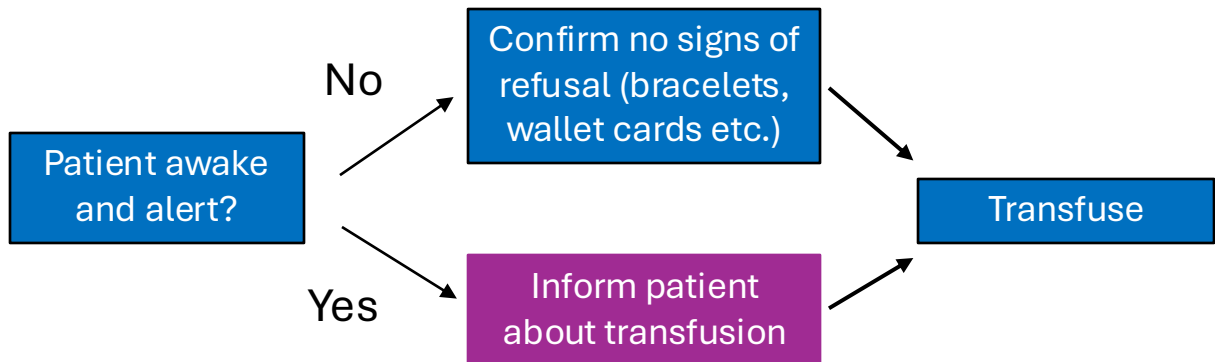 Patient awake
and alert?
No
Confirm no signs of
refusal (bracelets,
wallet cards etc.)
Yes
Inform patient
about transfusion
Transfuse